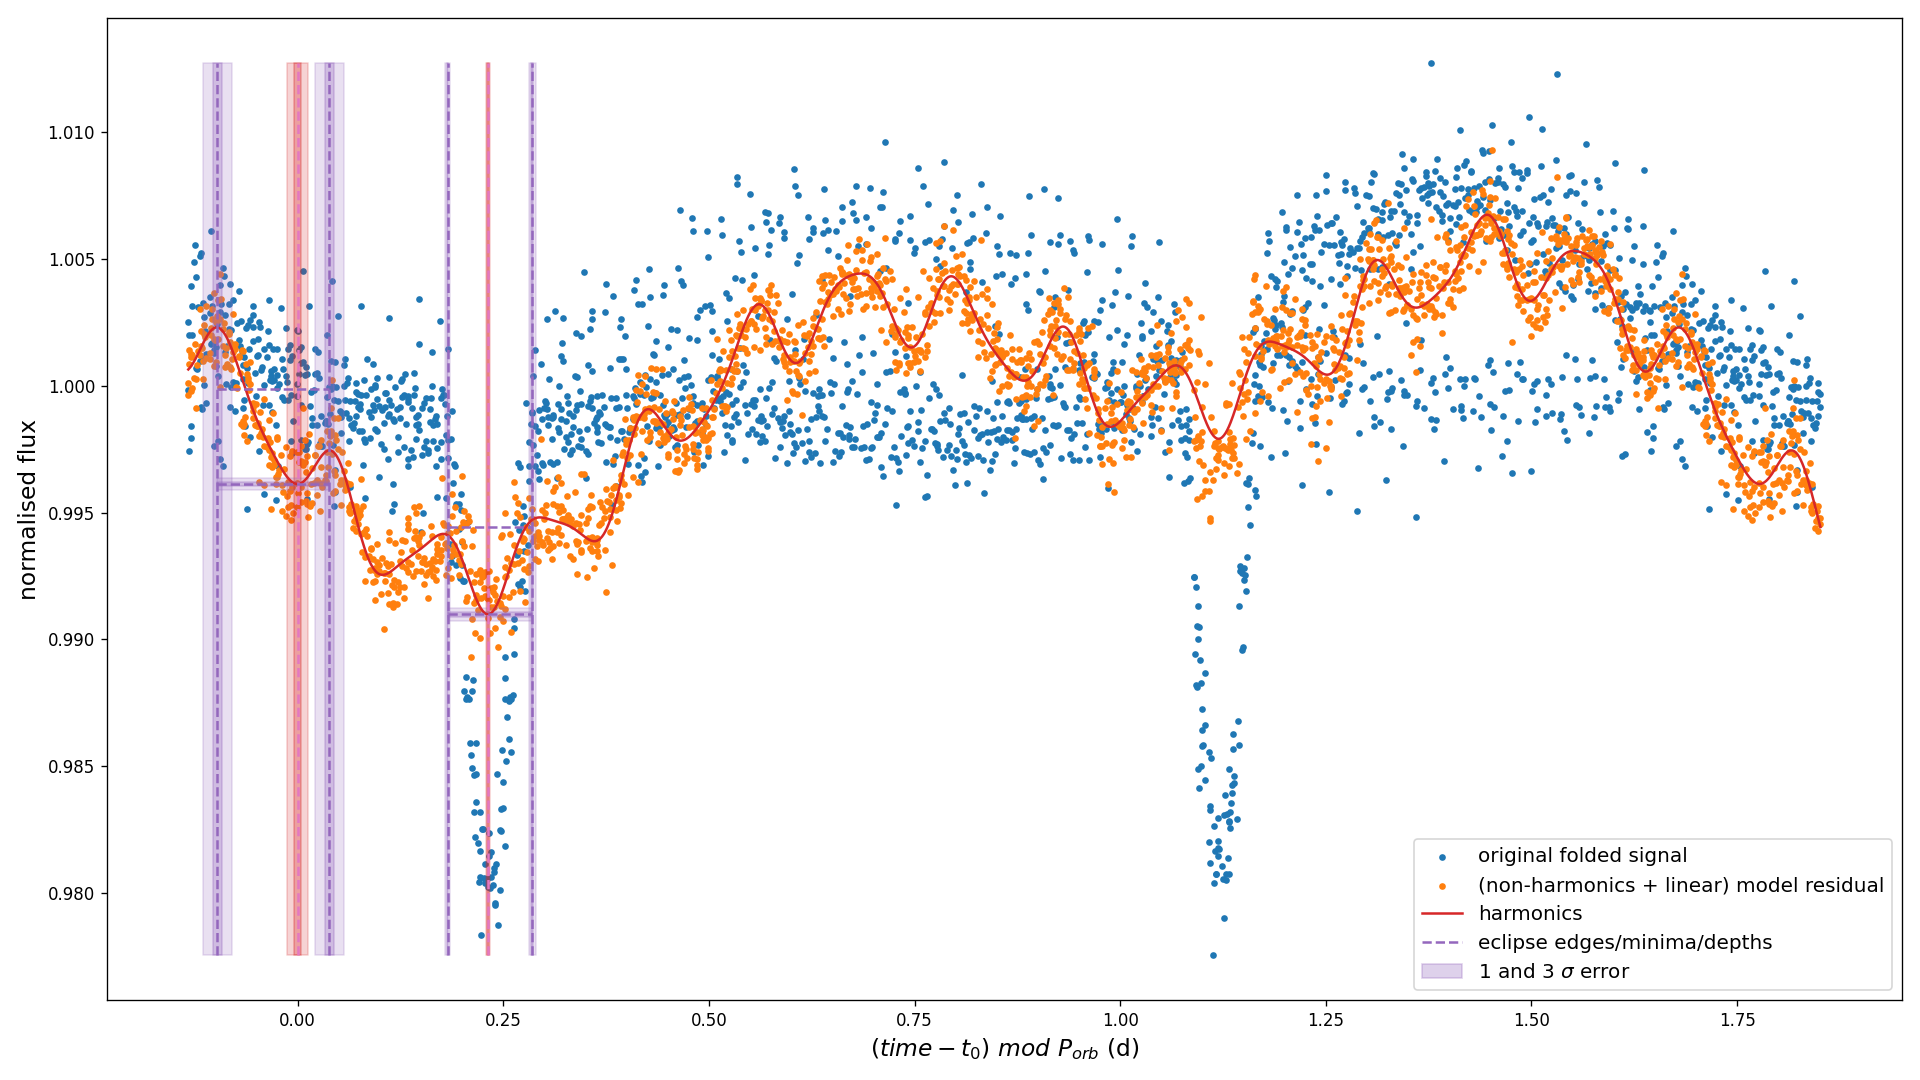 normalised flux
1.010
1.005
1.000
0.995
0.990
0.985
0.980
0.00 0.25 0.50 0.75 1.00 1.25 1.50 1.75
(time − t₀) mod P_orb (d)
original folded signal
(non-harmonics + linear) model residual
harmonics
eclipse edges/minima/depths
1 and 3 σ error